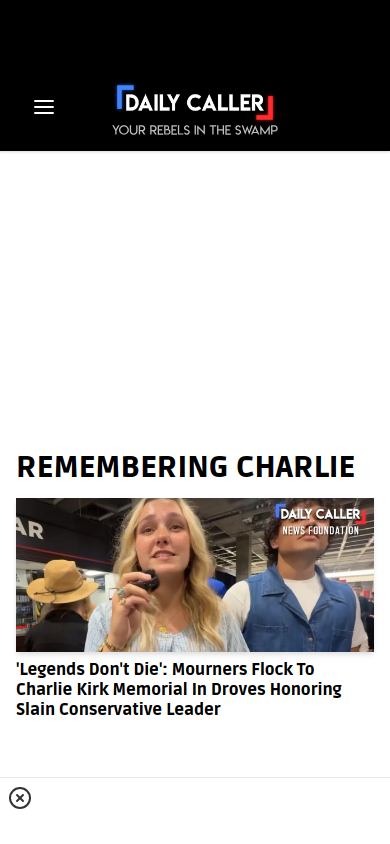 DAILY CALLER
YOUR REBELS IN THE SWAMP
REMEMBERING CHARLIE
AR
DAILY CALLER
NEWS FOUNDATION
'Legends Don't Die': Mourners Flock To
Charlie Kirk Memorial In Droves Honoring
Slain Conservative Leader